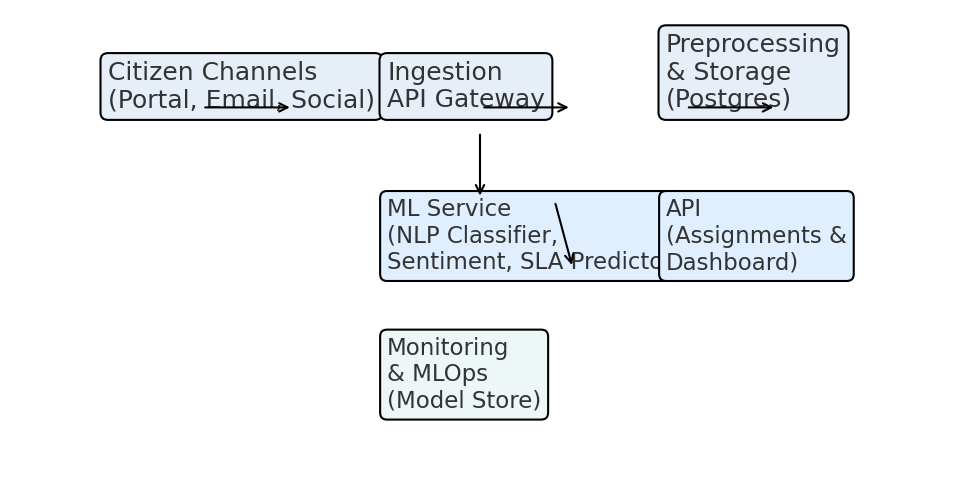 Citizen Channels
(Portal, Email, Social)
Ingestion
API Gateway
Preprocessing
& Storage
(Postgres)
ML Service
(NLP Classifier,
Sentiment, SLA Predicto
API
(Assignments &
Dashboard)
Monitoring
& MLOps
(Model Store)